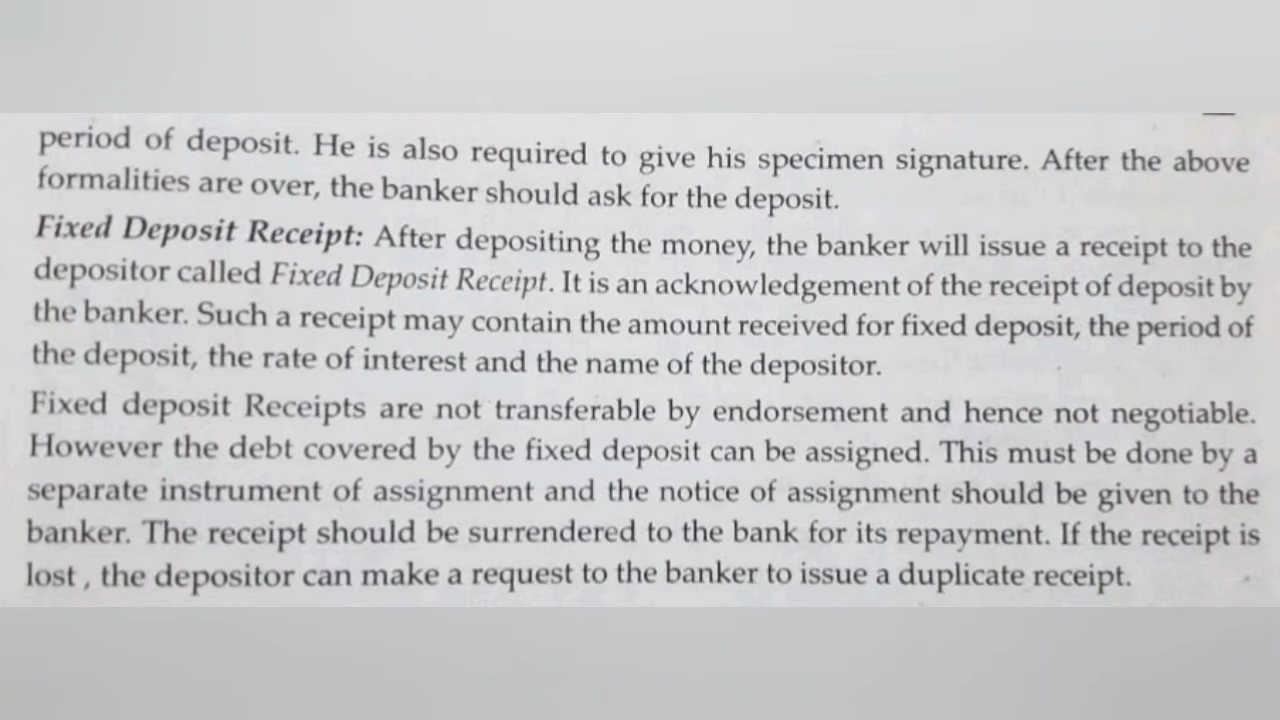 period of deposit. He is also required to give his specimen signature. After the above
formalities are over, the banker should ask for the deposit.
Fixed Deposit Receipt: After depositing the money, the banker will issue a receipt to the
depositor called Fixed Deposit Receipt. It is an acknowledgement of the receipt of deposit by
the banker. Such a receipt may contain the amount received for fixed deposit, the period of
the deposit, the rate of interest and the name of the depositor.
Fixed deposit Receipts are not transferable by endorsement and hence not negotiable.
However the debt covered by the fixed deposit can be assigned. This must be done by a
separate instrument of assignment and the notice of assignment should be given to the
banker. The receipt should be surrendered to the bank for its repayment. If the receipt is
lost , the depositor can make a request to the banker to issue a duplicate receipt.